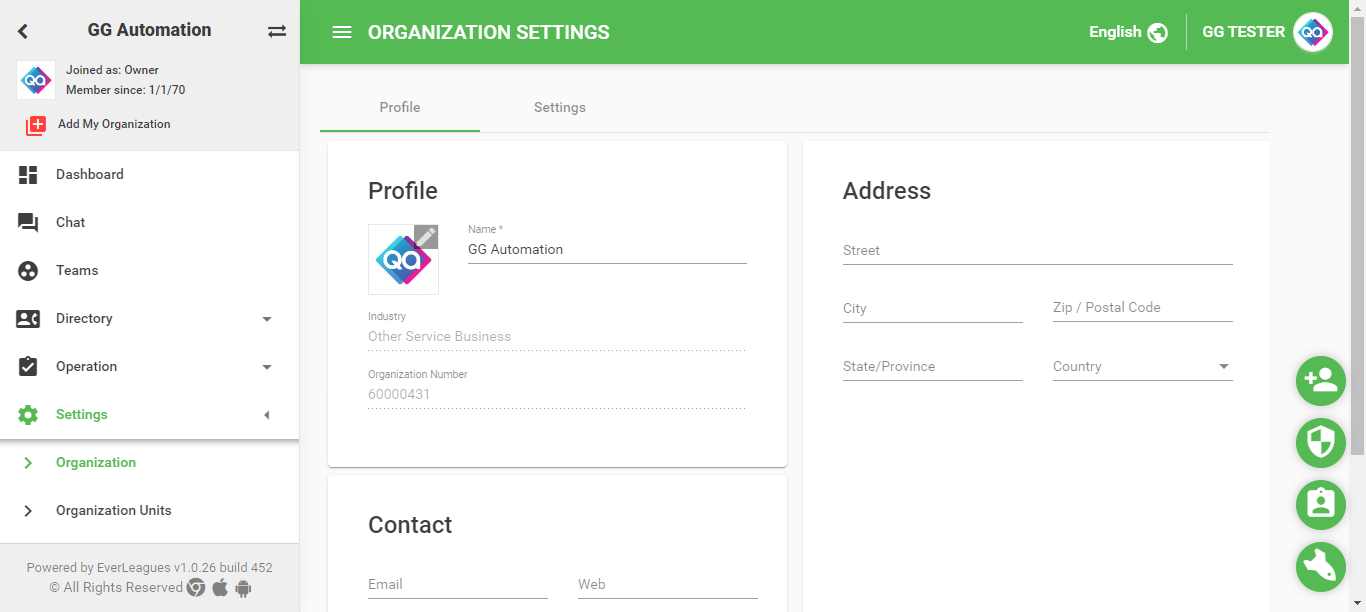 GG Automation
Joined as: Owner
Member since: 1/1/70
Add My Organization
Dashboard
Chat
Teams
Directory
Operation
Settings
Organization
Organization Units
Powered by EverLeagues v1.0.26 build 452
© All Rights Reserved
ORGANIZATION SETTINGS
English
GG TESTER
Profile
Settings
Profile
Name *
GG Automation
Industry
Other Service Business
Organization Number
60000431
Contact
Email
Web
Address
Street
City
Zip / Postal Code
State/Province
Country
QA
QA
QA